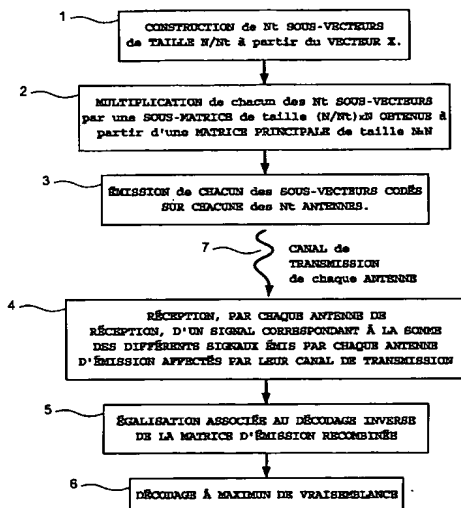 1
CONSTRUCTION de Nt SOUS-VECTEURS
de TAILLE N/Nt à partir du VECTEUR X.
2
MULTIPLICATION de chacun des Nt SOUS-VECTEURS
par une SOUS-MATRICE de taille (N/Nt)xN OBTENUE à
partir d'une MATRICE PRINCIPALE de taille NxN
3
ÉMISSION de CHACUN des SOUS-VECTEURS CODÉS
SUR CHACUNE des Nt ANTENNES.
7
CANAL de
TRANSMISSION
de chaque ANTENNE
4
RÉCEPTION, PAR CHAQUE ANTENNE DE
RÉCEPTION, D'UN SIGNAL CORRESPONDANT À LA SOMME
DES DIFFÉRENTS SIGNAUX ÉMIS PAR CHAQUE ANTENNE
D'ÉMISSION AFFECTÉS PAR LEUR CANAL DE TRANSMISSION
5
ÉGALISATION ASSOCIÉE AU DÉCODAGE INVERSE
DE LA MATRICE D'ÉMISSION RECOMBINÉE
6
DÉCODAGE À MAXIMUN DE VRAISEMBLANCE